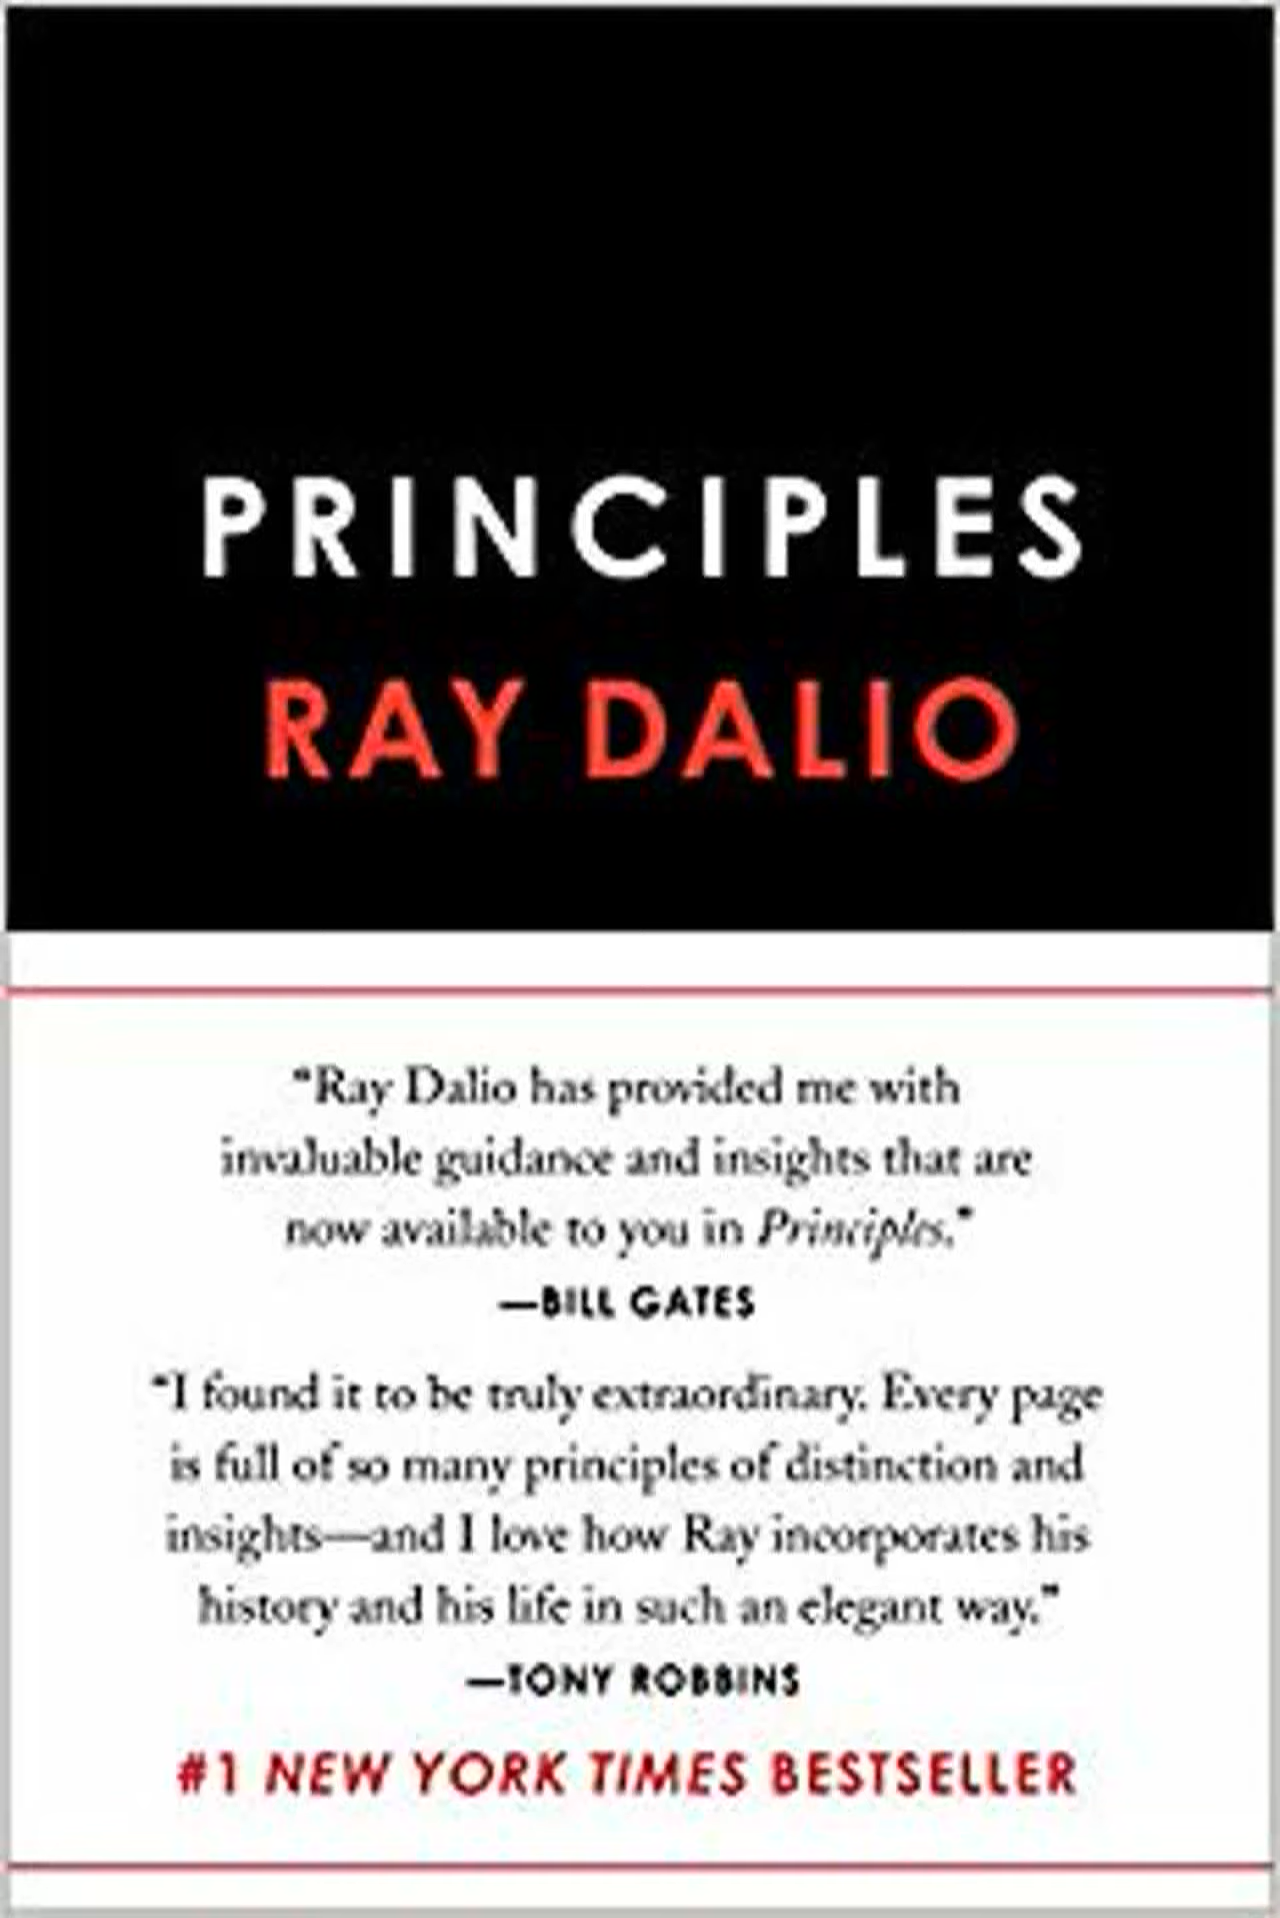 PRINCIPLES
RAY DALIO
“Ray Dalio has provided me with
invaluable guidance and insights that are
now available to you in Principles.”
—BILL GATES
“I found it to be truly extraordinary. Every page
is full of so many principles of distinction and
insights—and I love how Ray incorporates his
history and his life in such an elegant way.”
—TONY ROBBINS
#1 NEW YORK TIMES BESTSELLER